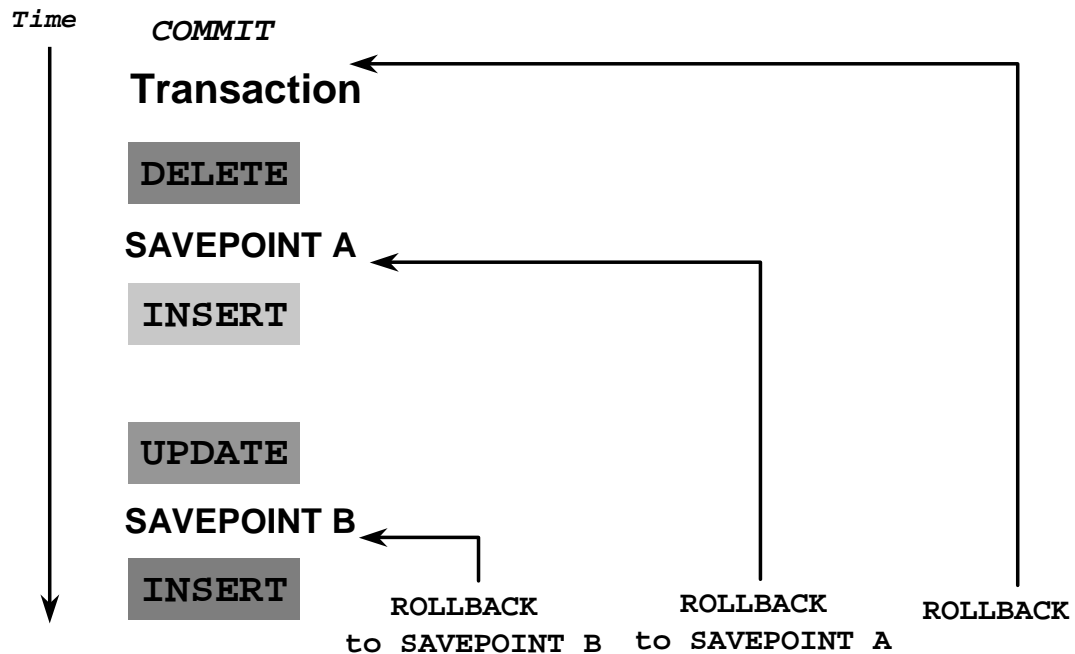 Time
COMMIT
Transaction
DELETE
SAVEPOINT A
INSERT
UPDATE
SAVEPOINT B
INSERT
ROLLBACK
to SAVEPOINT B
ROLLBACK
to SAVEPOINT A
ROLLBACK